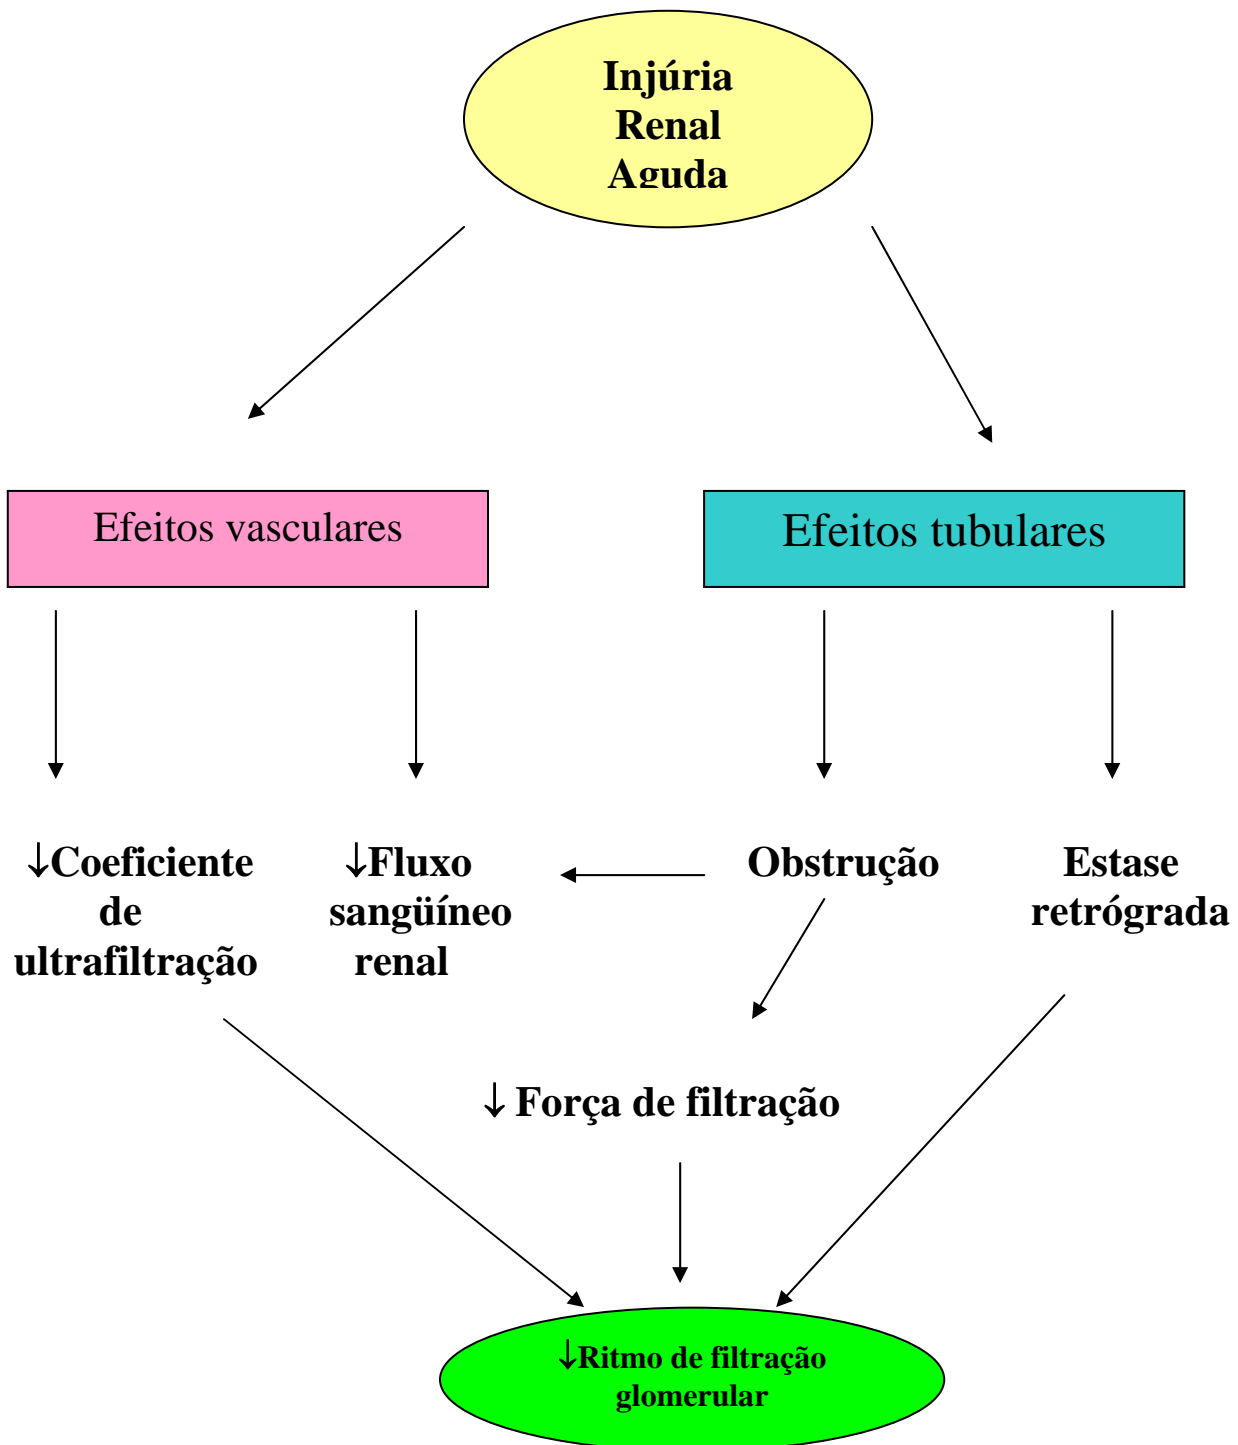 Injúria
Renal
Aguda
Efeitos vasculares
Efeitos tubulares
↓Coeficiente
de
ultrafiltração
↓Fluxo
sangüíneo
renal
Obstrução
Estase
retrógrada
↓ Força de filtração
↓Ritmo de filtração
glomerular